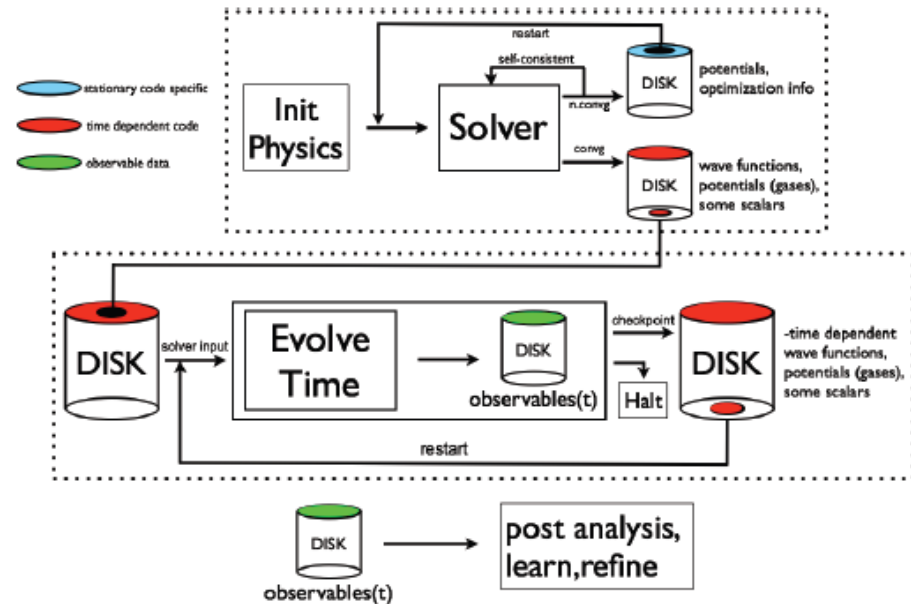 restart
self-consistent
stationary code specific
time dependent code
observable data
Init
Physics
Solver
n.convg
convg
DISK
potentials,
optimization info
DISK
wave functions,
potentials (gases),
some scalars
DISK
solver input
Evolve
Time
DISK
observables(t)
checkpoint
Halt
DISK
-time dependent
wave functions,
potentials (gases),
some scalars
restart
DISK
observables(t)
post analysis,
learn,refine